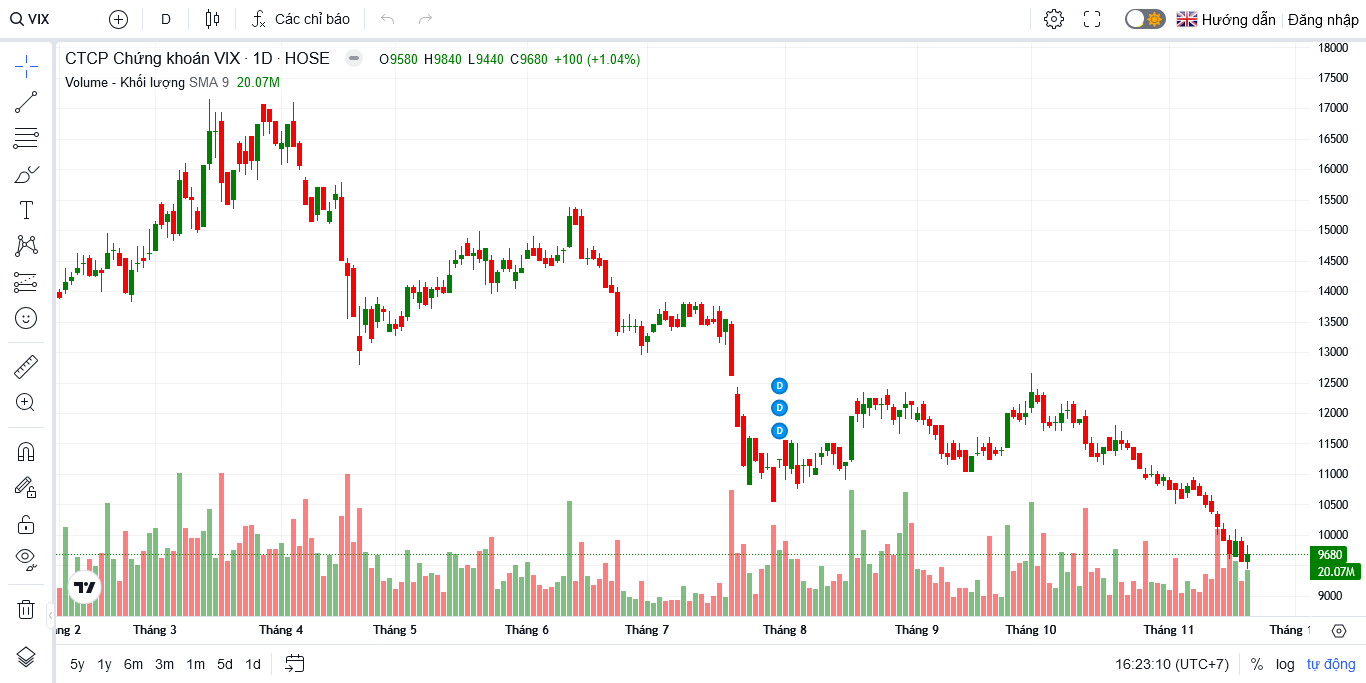 VIX D Các chỉ báo Hướng dẫn Đăng nhập
CTCP Chứng khoán VIX · 1D · HOSE O9580 H9840 L9440 C9680 +100 (+1.04%)
Volume - Khối lượng SMA 9 20.07M
18000
17500
17000
16500
16000
15500
15000
14500
14000
13500
13000
12500
12000
11500
11000
10500
10000
9680
20.07M
9000
D
D
D
ng 2 Tháng 3 Tháng 4 Tháng 5 Tháng 6 Tháng 7 Tháng 8 Tháng 9 Tháng 10 Tháng 11 Tháng 1
5y 1y 6m 3m 1m 5d 1d 16:23:10 (UTC+7) % log tự động